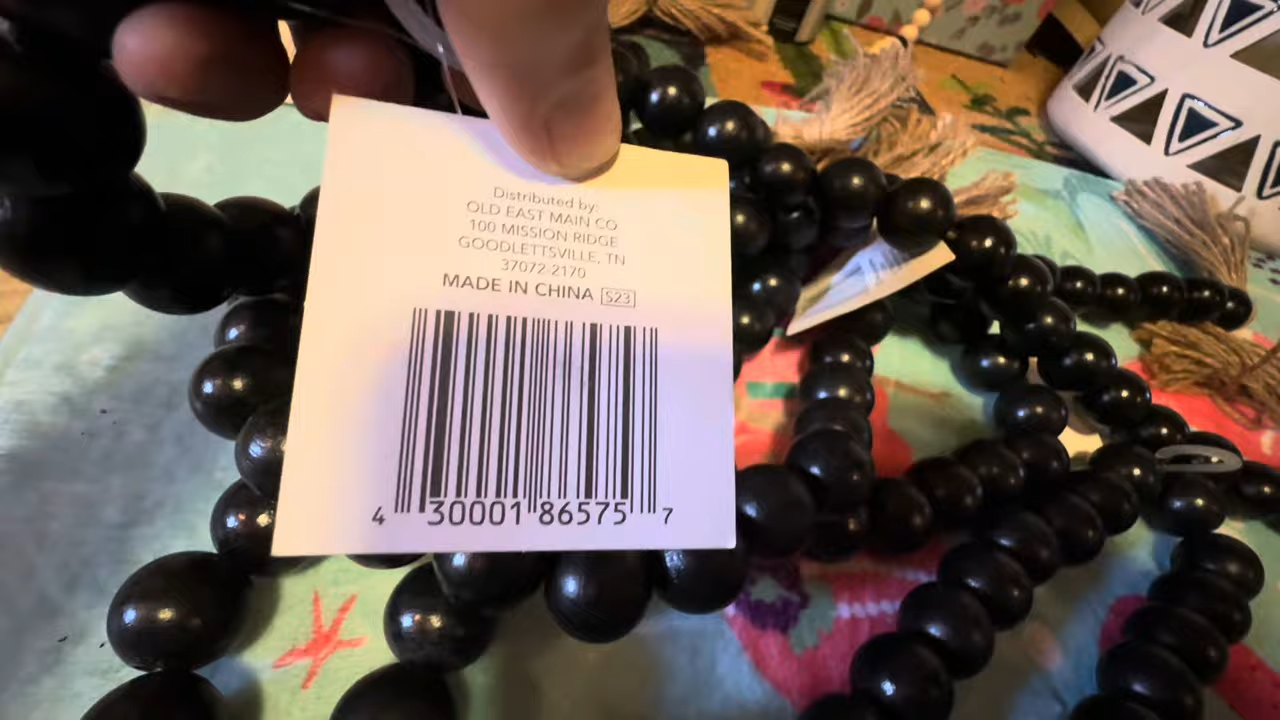 Distributed by:
OLD EAST MAIN CO
100 MISSION RIDGE
GOODLETTSVILLE, TN
37072-2170
MADE IN CHINA S23
4 30001 86575 7